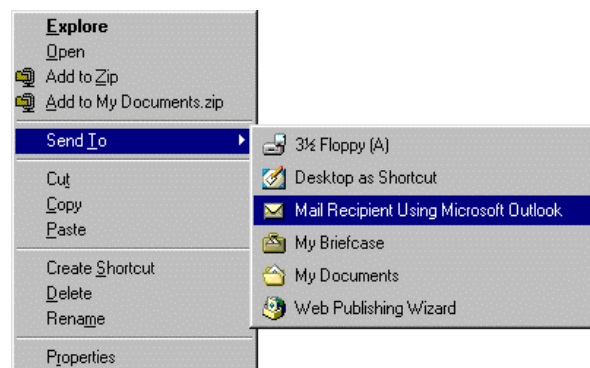 Explore
Open
Add to Zip
Add to My Documents.zip
Send To
Cut
Copy
Paste
Create Shortcut
Delete
Rename
Properties
3½ Floppy (A)
Desktop as Shortcut
Mail Recipient Using Microsoft Outlook
My Briefcase
My Documents
Web Publishing Wizard